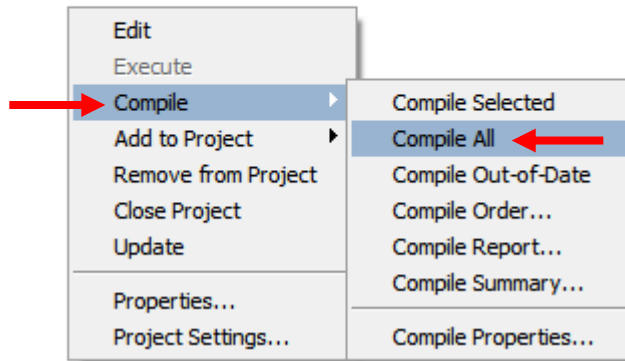 Edit
Execute
Compile
Add to Project
Remove from Project
Close Project
Update
Properties...
Project Settings...
Compile Selected
Compile All
Compile Out-of-Date
Compile Order...
Compile Report...
Compile Summary...
Compile Properties...